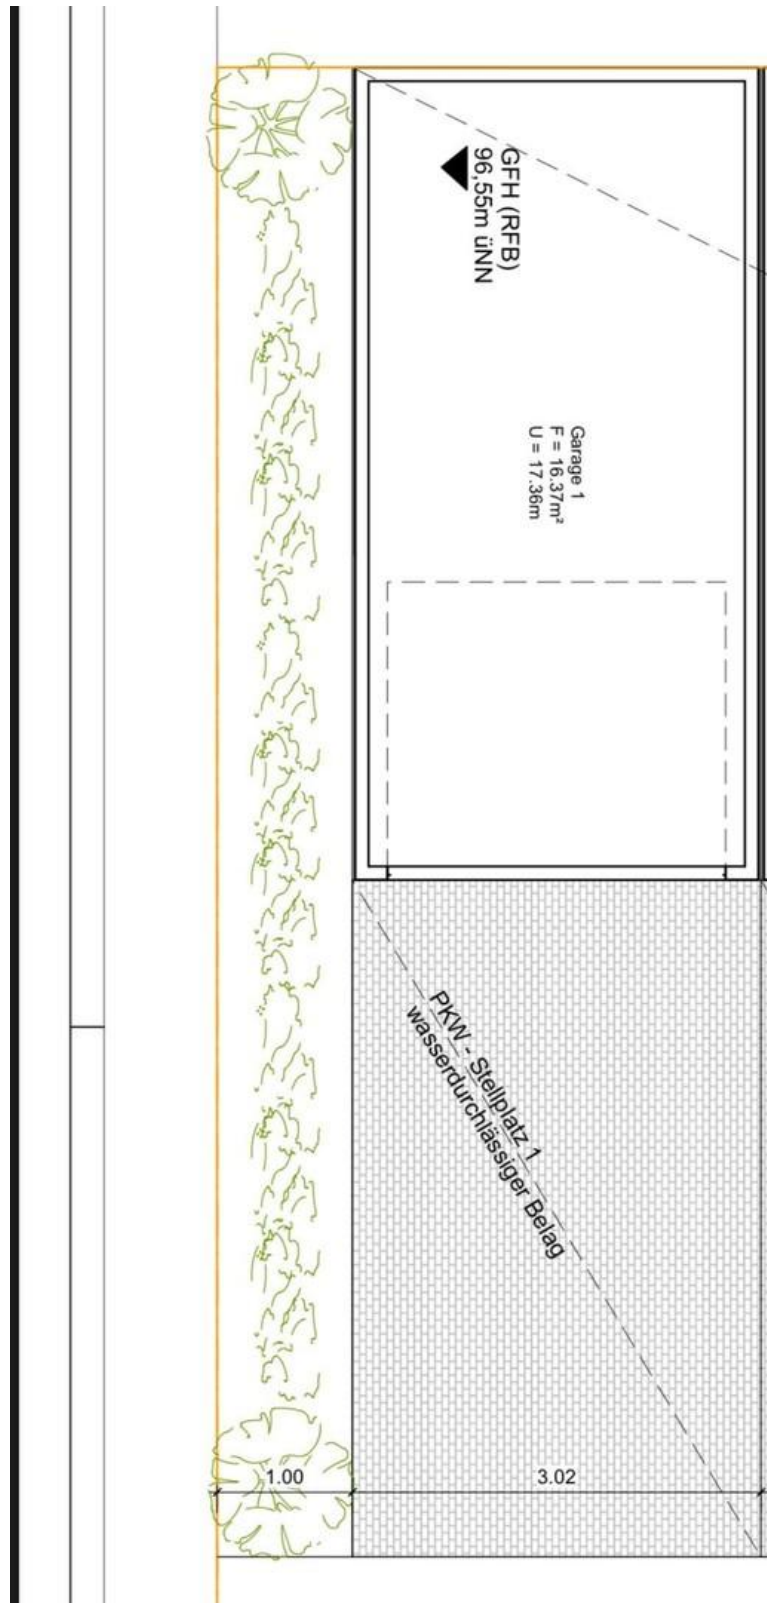 GFH (RFB)
96,55m üNN
Garage 1
F = 16.37m²
U = 17.36m
PKW - Stellplatz 1
wasserdurchlässiger Belag
1.00
3.02